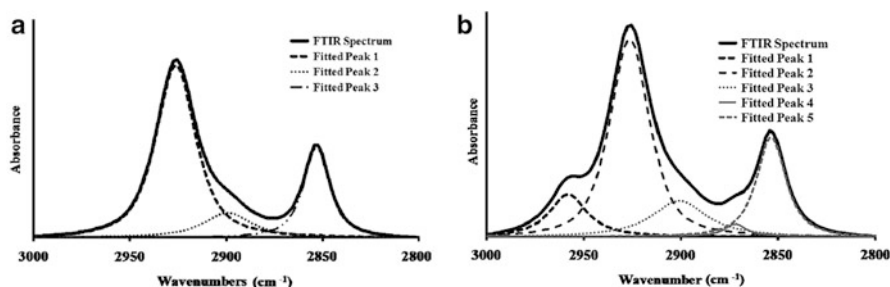 a
FTIR Spectrum
Fitted Peak 1
Fitted Peak 2
Fitted Peak 3
Absorbance
3000 2950 2900 2850 2800
Wavenumbers (cm⁻¹)
b
FTIR Spectrum
Fitted Peak 1
Fitted Peak 2
Fitted Peak 3
Fitted Peak 4
Fitted Peak 5
Absorbance
3000 2950 2900 2850 2800
Wavenumber (cm⁻¹)